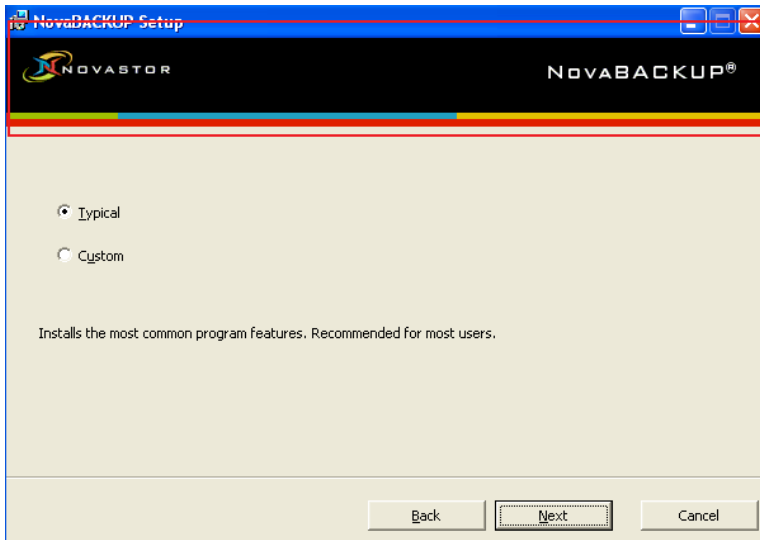 NovaBACKUP Setup
NOVASTOR
NOVABACKUP®
Typical
Custom
Installs the most common program features. Recommended for most users.
Back Next Cancel